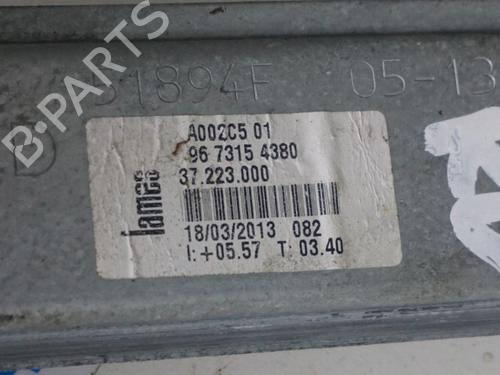 B-PARTS
51894F 05-13
D
A002C5 01
96 7315 4380
37.223.000
lames
18/03/2013 082
I:+05.57 T: 03.40